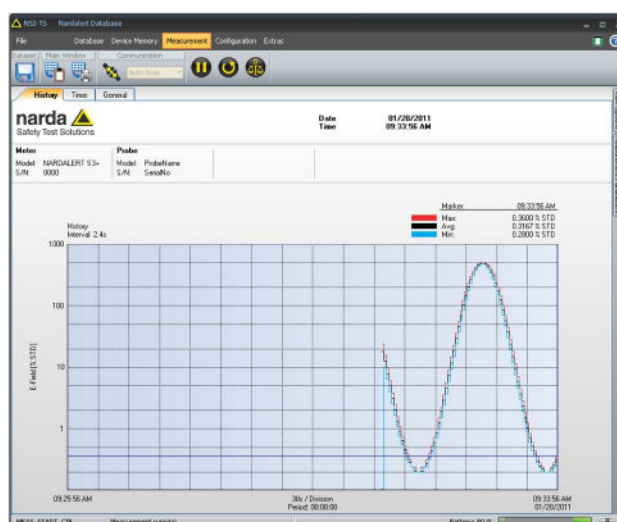 NS3-TS Nardalert Database
File Database Device Memory Measurement Configuration Extras
Dataset Main Window Communication
Auto Scan
History Timer General
narda
Safety Test Solutions
Date 01/20/2011
Time 09:33:56 AM
Meter Probe
Model: NARDALERT S3+ Model: ProbeName
S/N: 0000 S/N: SerialNo
Marker: 09:33:56 AM
Max: 0.3600 % STD
Avg: 0.3167 % STD
Min: 0.2800 % STD
History
Interval: 2.4s
1000
100
10
1
E-Field [% STD]
09:25:56 AM 30s / Division 09:33:56 AM
Period: 00:08:00 01/20/2011
MEAS_START_CTR Measurement running Battery: 80 %